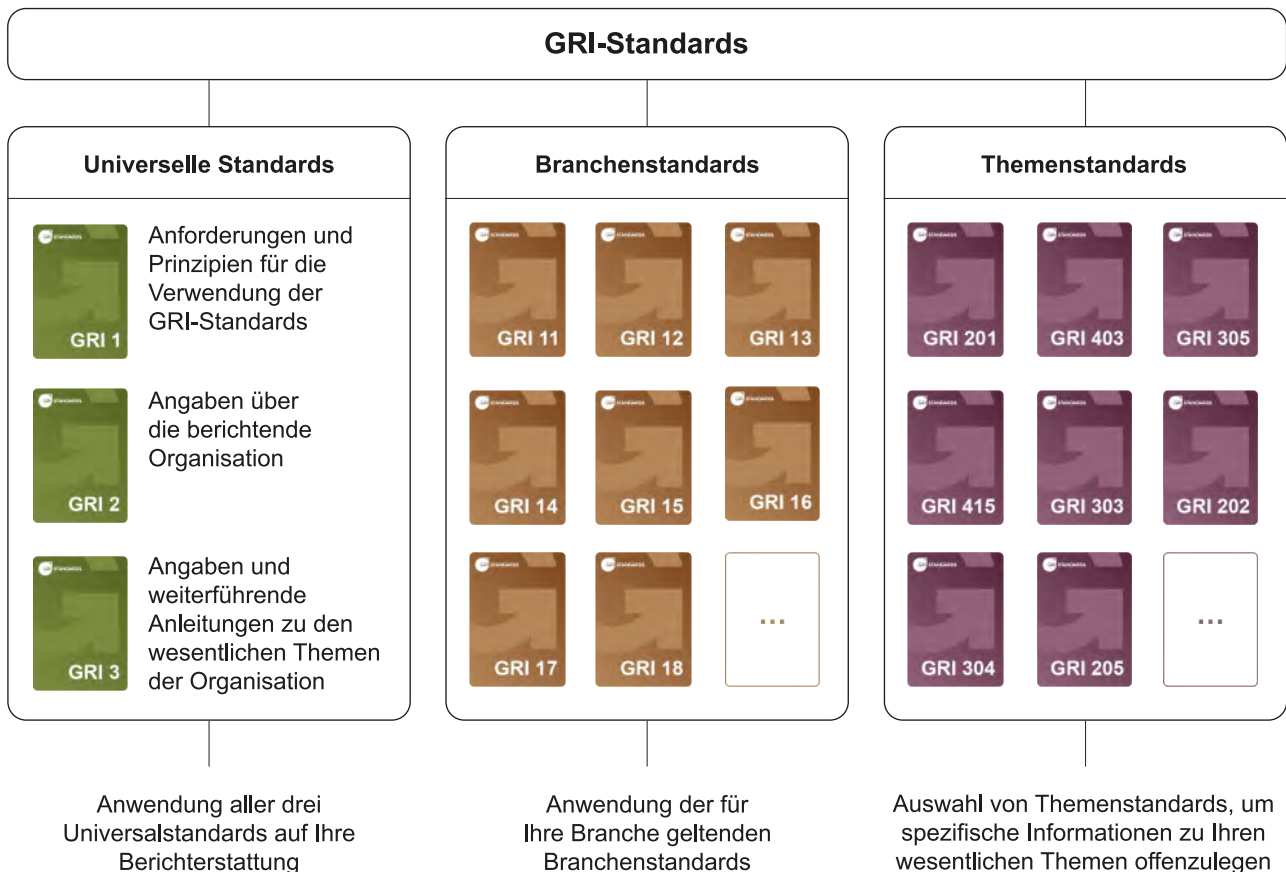 GRI-Standards
Universelle Standards
GRI 1
Anforderungen und
Prinzipien für die
Verwendung der
GRI-Standards
GRI 2
Angaben über
die berichtende
Organisation
GRI 3
Angaben und
weiterführende
Anleitungen zu den
wesentlichen Themen
der Organisation
Anwendung aller drei
Universalstandards auf Ihre
Berichterstattung
Branchenstandards
GRI 11
GRI 12
GRI 13
GRI 14
GRI 15
GRI 16
GRI 17
GRI 18
...
Anwendung der für
Ihre Branche geltenden
Branchenstandards
Themenstandards
GRI 201
GRI 403
GRI 305
GRI 415
GRI 303
GRI 202
GRI 304
GRI 205
...
Auswahl von Themenstandards, um
spezifische Informationen zu Ihren
wesentlichen Themen offenzulegen